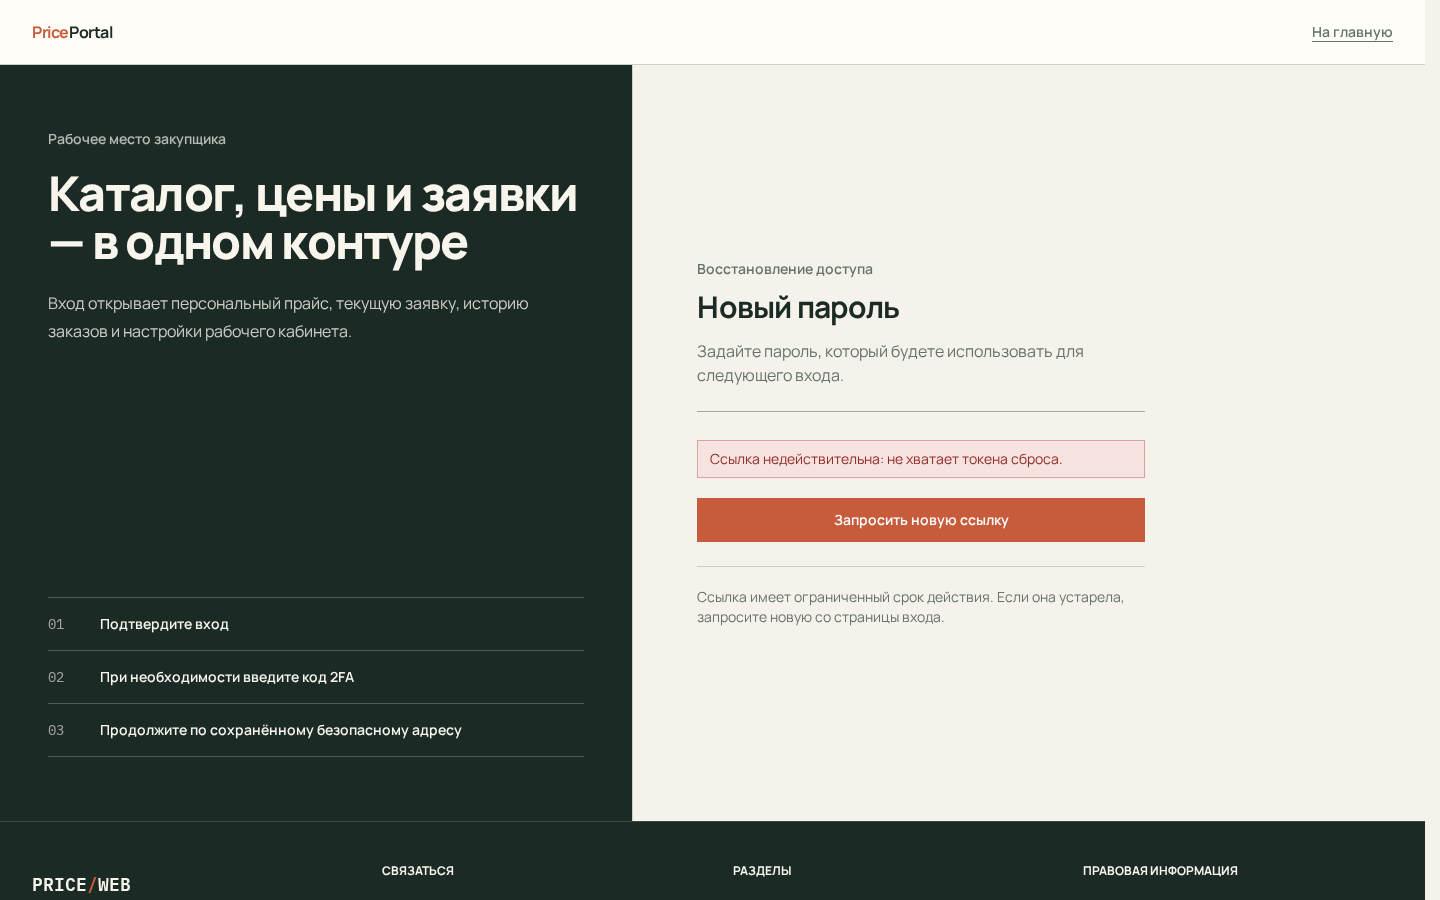 PricePortal
На главную
Рабочее место закупщика
Каталог, цены и заявки
— в одном контуре
Вход открывает персональный прайс, текущую заявку, историю
заказов и настройки рабочего кабинета.
01 Подтвердите вход
02 При необходимости введите код 2FA
03 Продолжите по сохранённому безопасному адресу
Восстановление доступа
Новый пароль
Задайте пароль, который будете использовать для
следующего входа.
Ссылка недействительна: не хватает токена сброса.
Запросить новую ссылку
Ссылка имеет ограниченный срок действия. Если она устарела,
запросите новую со страницы входа.
PRICE/WEB
СВЯЗАТЬСЯ
РАЗДЕЛЫ
ПРАВОВАЯ ИНФОРМАЦИЯ